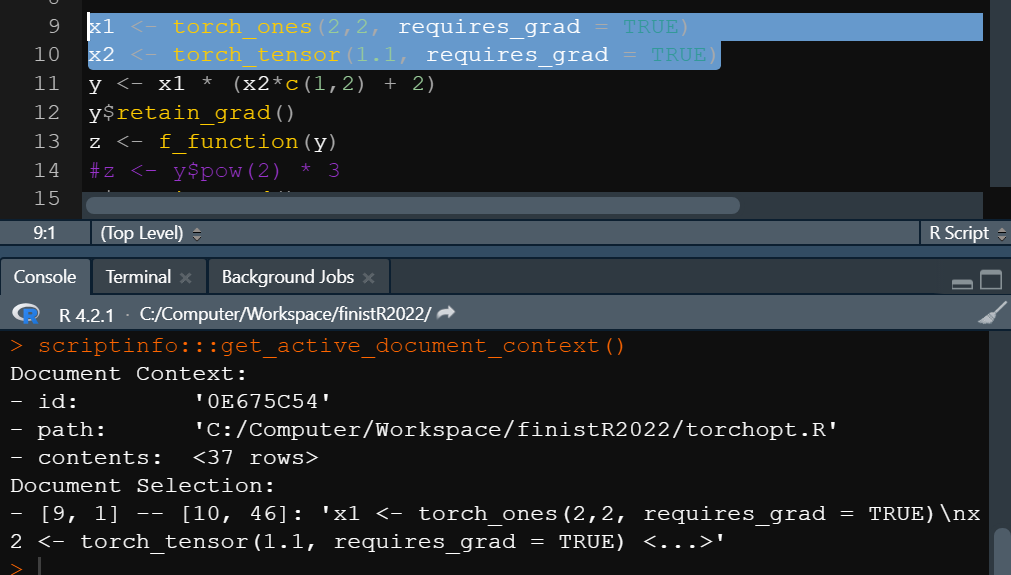 9 x1 <- torch_ones(2,2, requires_grad = TRUE)
10 x2 <- torch_tensor(1.1, requires_grad = TRUE)
11 y <- x1 * (x2*c(1,2) + 2)
12 y$retain_grad()
13 z <- f_function(y)
14 #z <- y$pow(2) * 3
15
9:1 (Top Level) R Script
Console Terminal Background Jobs
R R 4.2.1 · C:/Computer/Workspace/finistR2022/
> scriptinfo:::get_active_document_context()
Document Context:
- id: '0E675C54'
- path: 'C:/Computer/Workspace/finistR2022/torchopt.R'
- contents: <37 rows>
Document Selection:
- [9, 1] -- [10, 46]: 'x1 <- torch_ones(2,2, requires_grad = TRUE)\nx
2 <- torch_tensor(1.1, requires_grad = TRUE) <...>'
>